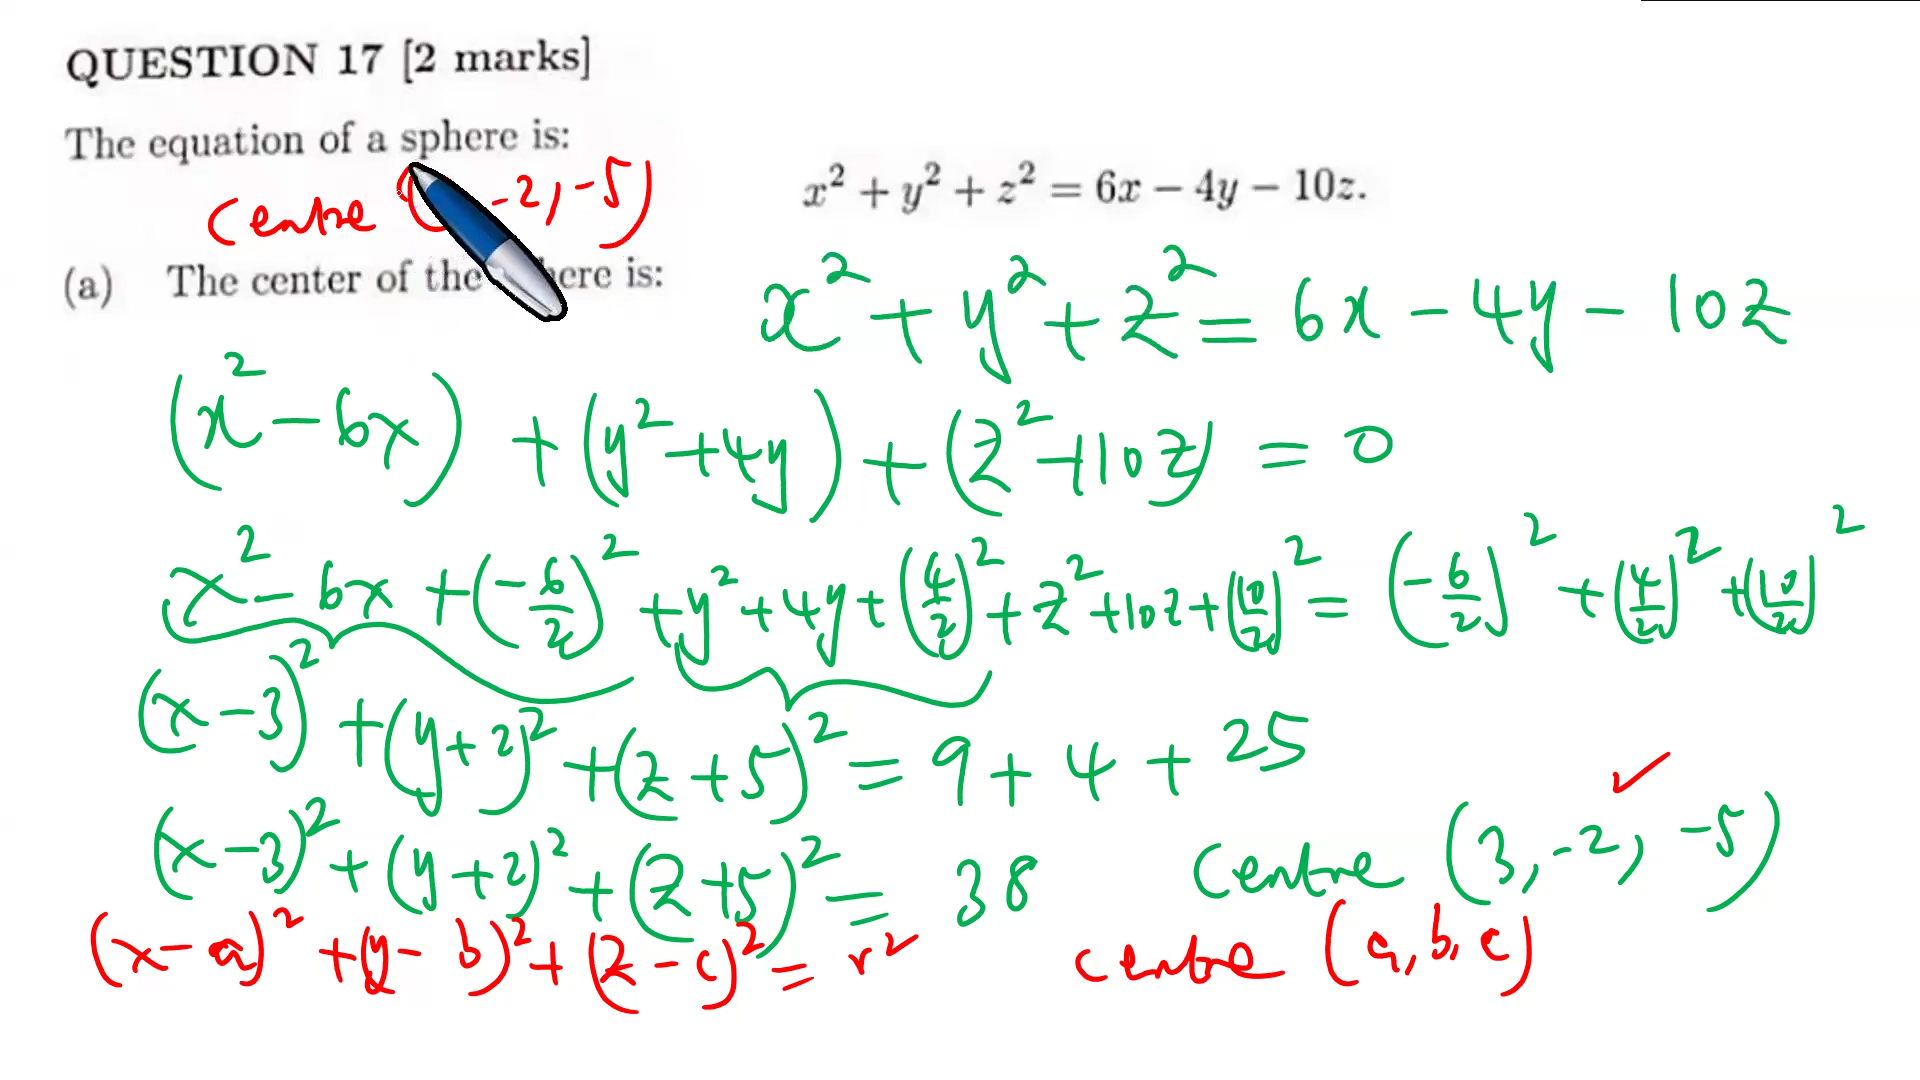 QUESTION 17 [2 marks]
The equation of a sphere is:
x² + y² + z² = 6x − 4y − 10z.
Centre ( -2, -5)
(a) The center of the here is:
x² + y² + z² = 6x − 4y − 10z
(x² − 6x) + (y² + 4y) + (z² + 10z) = 0
x² − 6x + (−6/2)² + y² + 4y + (4/2)² + z² + 10z + (10/2)² = (−6/2)² + (4/2)² + (10/2)²
(x − 3)² + (y + 2)² + (z + 5)² = 9 + 4 + 25
(x − 3)² + (y + 2)² + (z + 5)² = 38 Centre (3, -2, -5)
(x − a)² + (y − b)² + (z − c)² = r² centre (a, b, c)